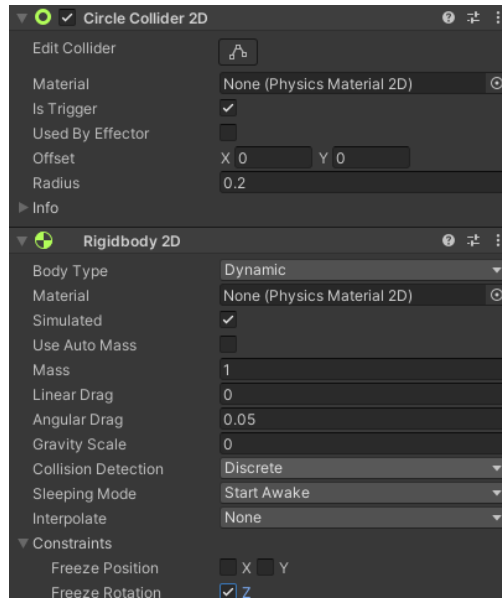 Circle Collider 2D
Edit Collider
Material None (Physics Material 2D)
Is Trigger
Used By Effector
Offset X 0 Y 0
Radius 0.2
Info
Rigidbody 2D
Body Type Dynamic
Material None (Physics Material 2D)
Simulated
Use Auto Mass
Mass 1
Linear Drag 0
Angular Drag 0.05
Gravity Scale 0
Collision Detection Discrete
Sleeping Mode Start Awake
Interpolate None
Constraints
Freeze Position X Y
Freeze Rotation Z